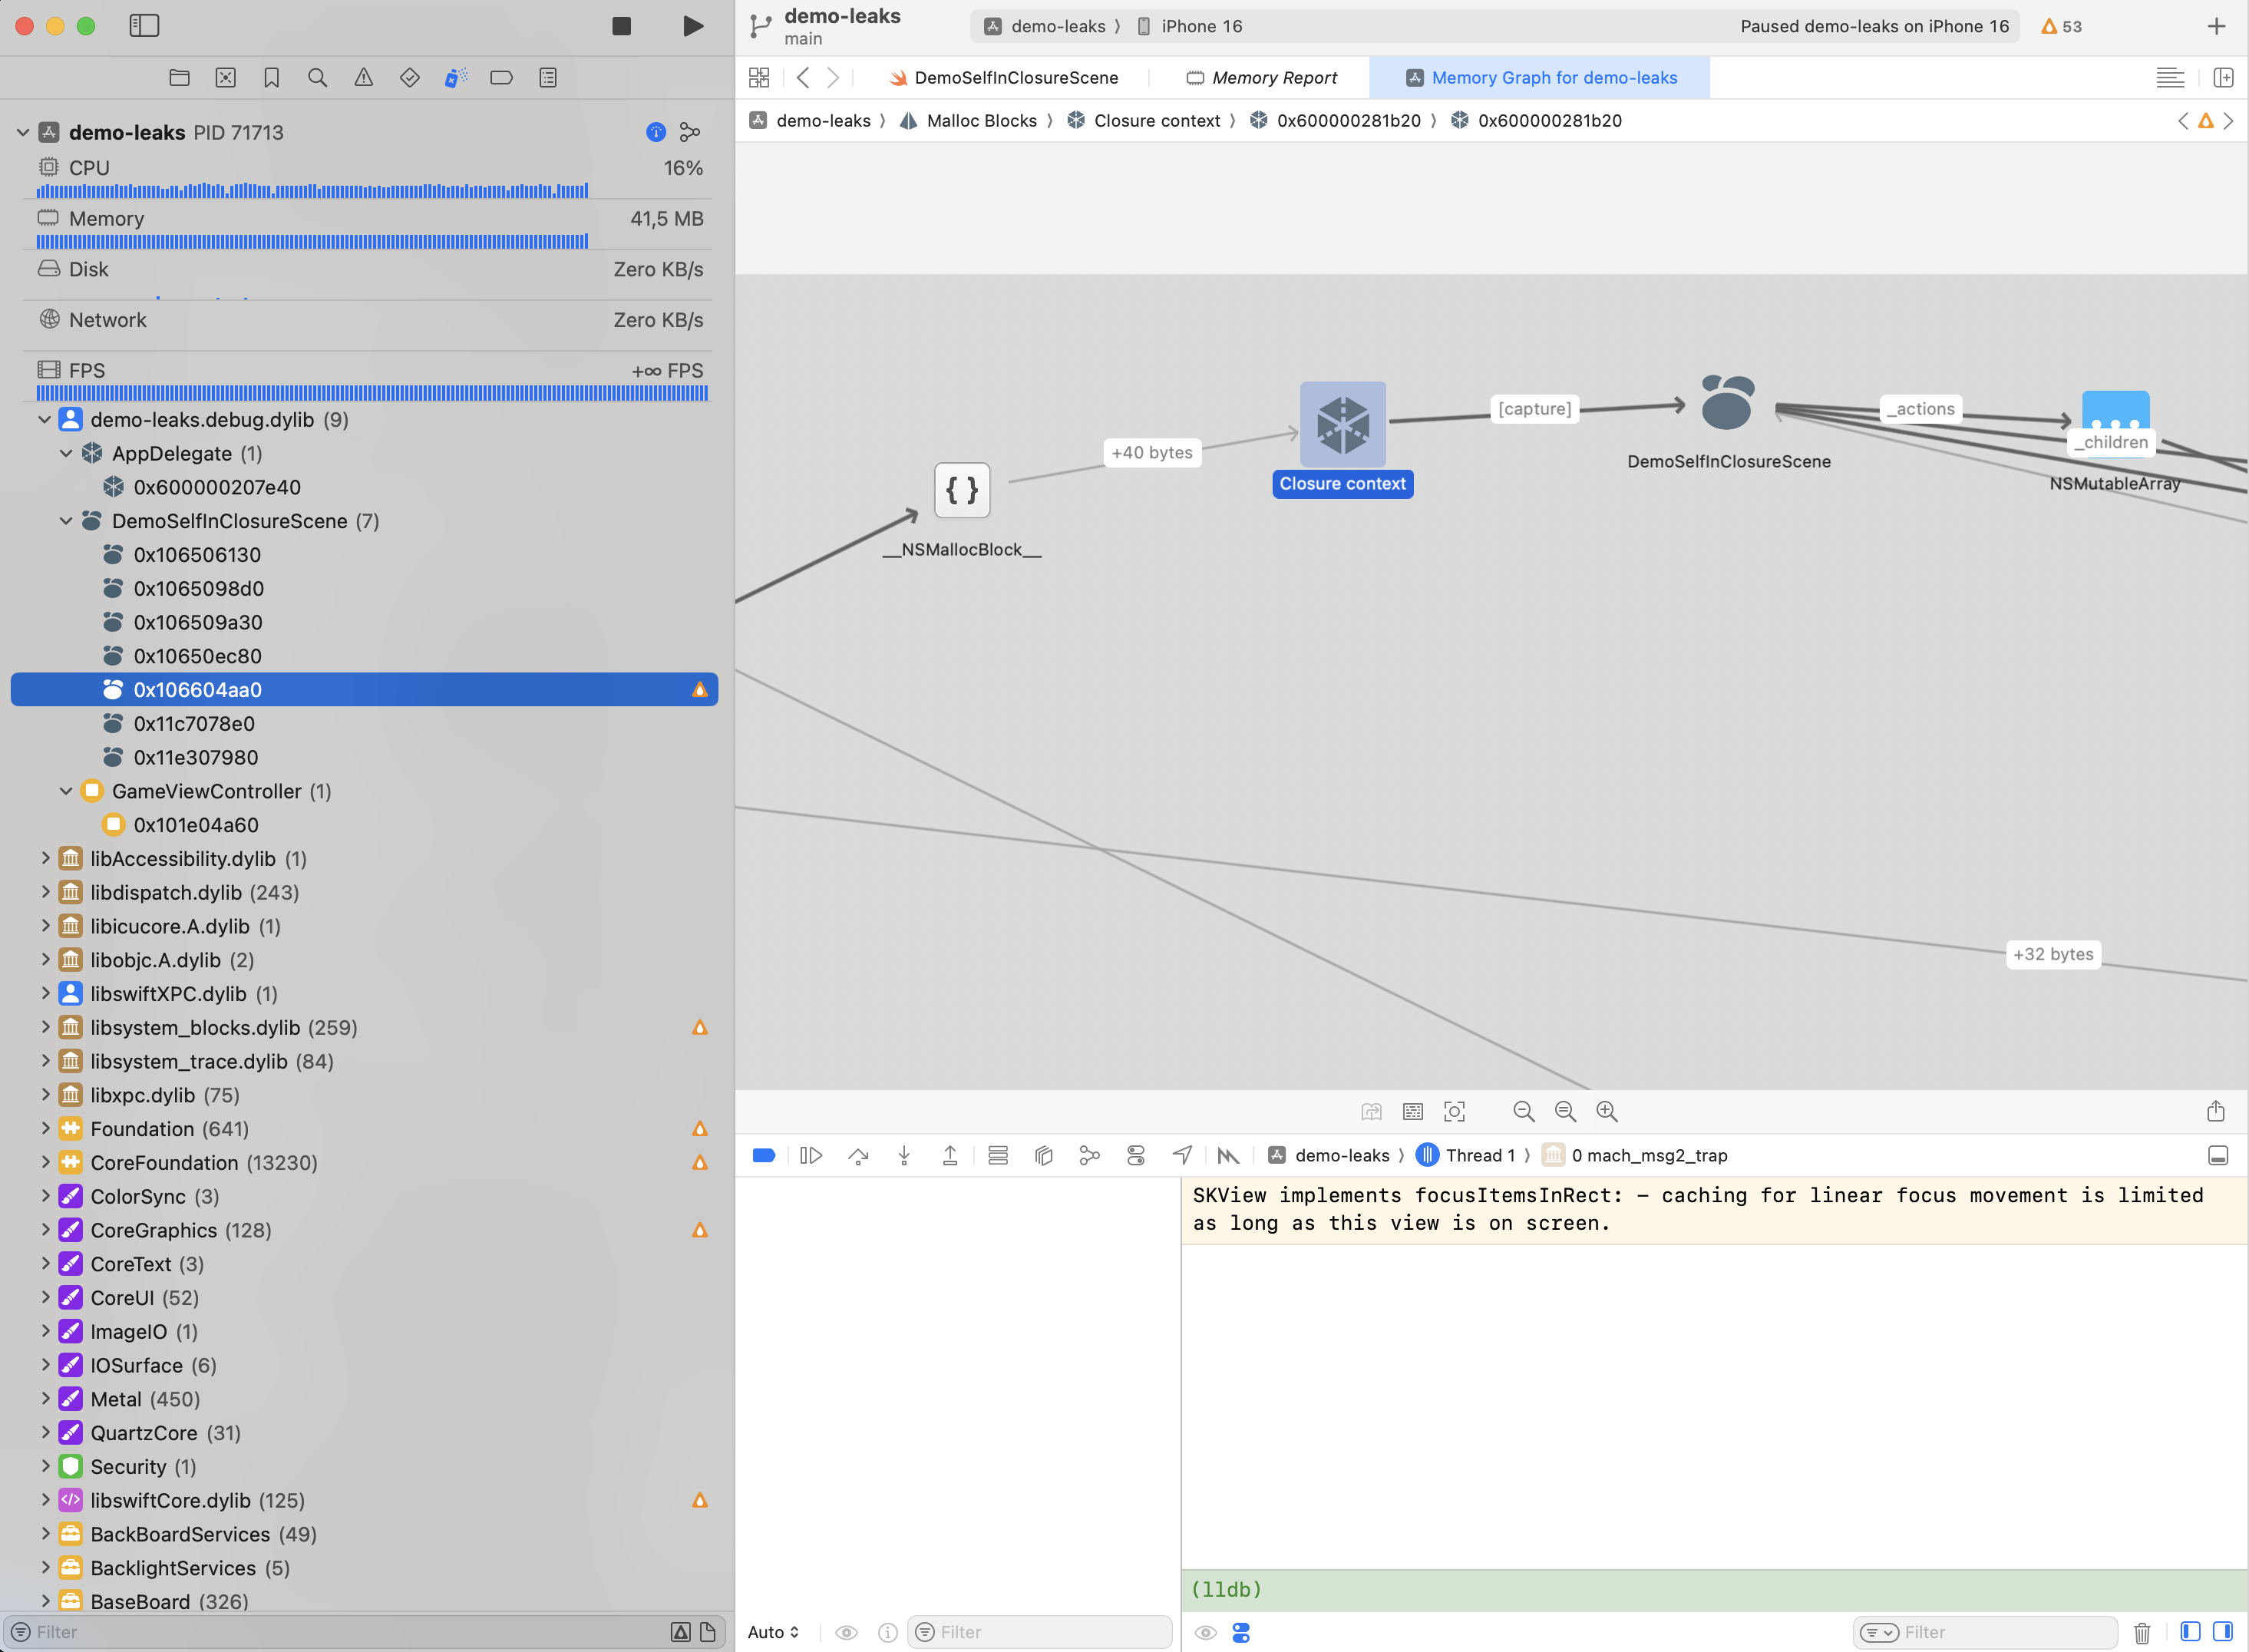 demo-leaks
main
demo-leaks 〉 iPhone 16
Paused demo-leaks on iPhone 16
53
DemoSelfInClosureScene
Memory Report
Memory Graph for demo-leaks
demo-leaks 〉 Malloc Blocks 〉 Closure context 〉 0x600000281b20 〉 0x600000281b20
demo-leaks PID 71713
CPU 16%
Memory 41,5 MB
Disk Zero KB/s
Network Zero KB/s
FPS +∞ FPS
demo-leaks.debug.dylib (9)
AppDelegate (1)
0x600000207e40
DemoSelfInClosureScene (7)
0x106506130
0x1065098d0
0x106509a30
0x10650ec80
0x106604aa0
0x11c7078e0
0x11e307980
GameViewController (1)
0x101e04a60
libAccessibility.dylib (1)
libdispatch.dylib (243)
libicucore.A.dylib (1)
libobjc.A.dylib (2)
libswiftXPC.dylib (1)
libsystem_blocks.dylib (259)
libsystem_trace.dylib (84)
libxpc.dylib (75)
Foundation (641)
CoreFoundation (13230)
ColorSync (3)
CoreGraphics (128)
CoreText (3)
CoreUI (52)
ImageIO (1)
IOSurface (6)
Metal (450)
QuartzCore (31)
Security (1)
libswiftCore.dylib (125)
BackBoardServices (49)
BacklightServices (5)
BaseBoard (326)
Filter
{ }
__NSMallocBlock__
+40 bytes
Closure context
[capture]
DemoSelfInClosureScene
_actions
_children
NSMutableArray
+32 bytes
demo-leaks 〉 Thread 1 〉 0 mach_msg2_trap
SKView implements focusItemsInRect: - caching for linear focus movement is limited
as long as this view is on screen.
(lldb)
Auto
Filter
Filter